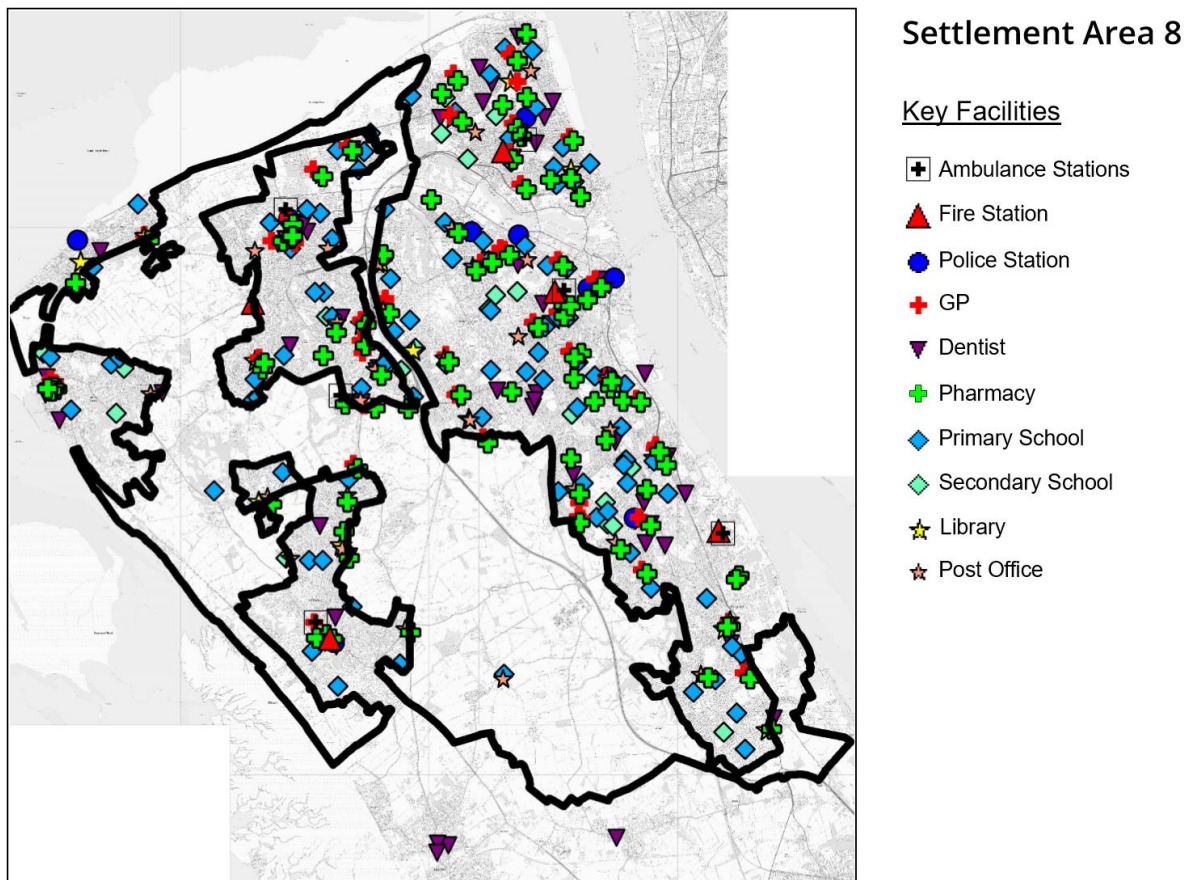 Settlement Area 8
Key Facilities
Ambulance Stations
Fire Station
Police Station
GP
Dentist
Pharmacy
Primary School
Secondary School
Library
Post Office